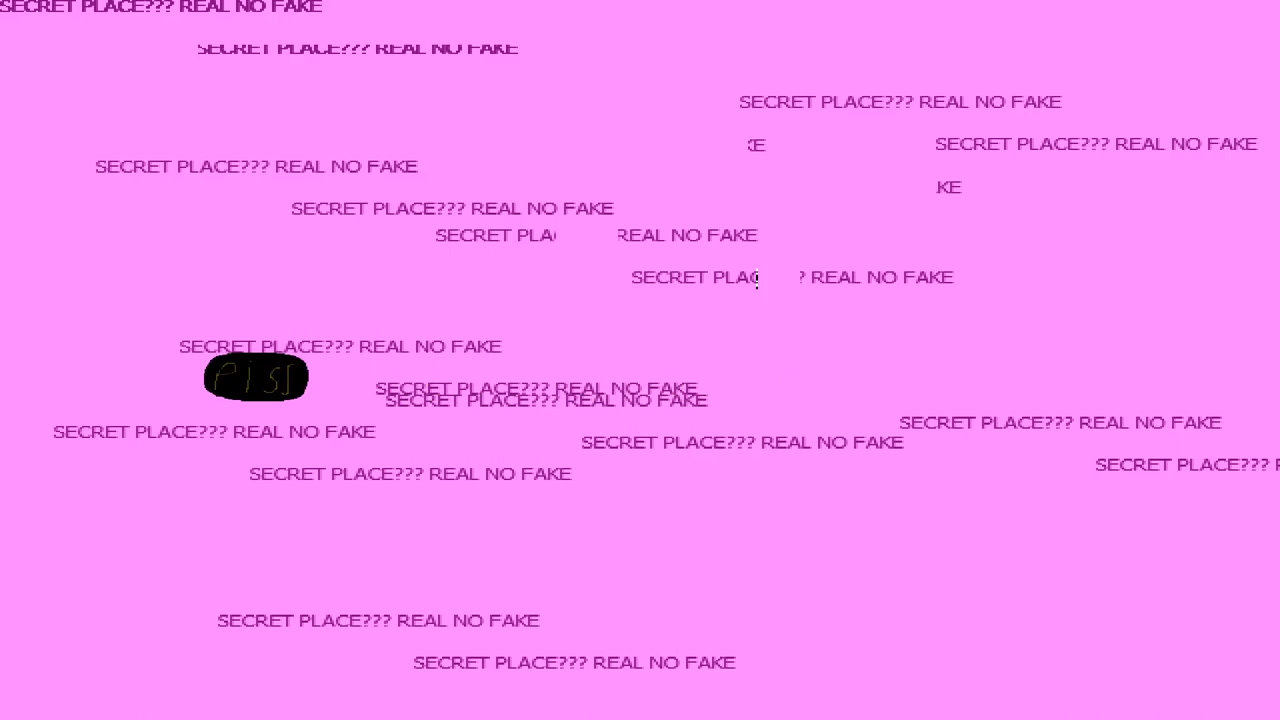 SECRET PLACE??? REAL NO FAKE
SECRET PLACE??? REAL NO FAKE
SECRET PLACE??? REAL NO FAKE
KE
SECRET PLACE??? REAL NO FAKE
SECRET PLACE??? REAL NO FAKE
KE
SECRET PLACE??? REAL NO FAKE
SECRET PLA REAL NO FAKE
SECRET PLAC ? REAL NO FAKE
SECRET PLACE??? REAL NO FAKE
PISS
SECRET PLACE??? REAL NO FAKE
SECRET PLACE??? REAL NO FAKE
SECRET PLACE??? REAL NO FAKE
SECRET PLACE??? REAL NO FAKE
SECRET PLACE??? REAL NO FAKE
SECRET PLACE??? R
SECRET PLACE??? REAL NO FAKE
SECRET PLACE??? REAL NO FAKE
SECRET PLACE??? REAL NO FAKE